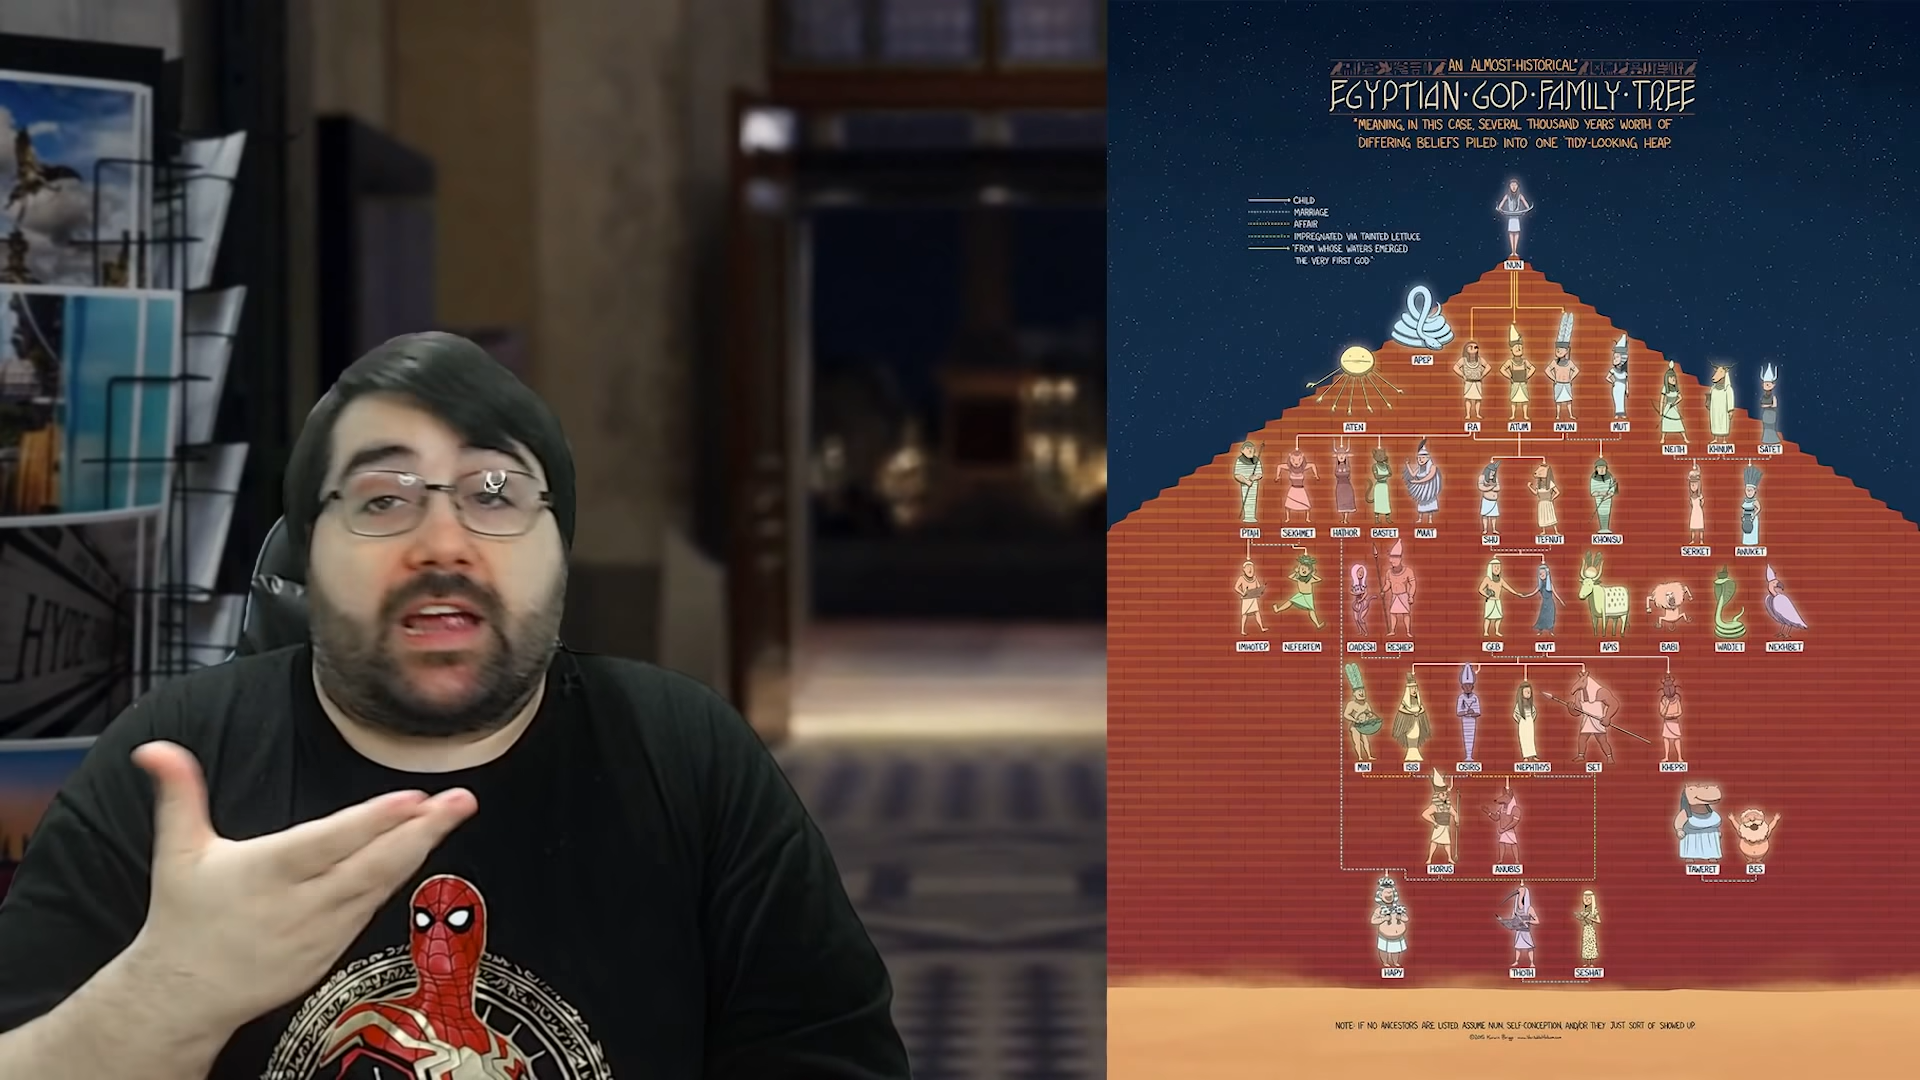 HYDE
AN ALMOST-HISTORICAL*
EGYPTIAN·GOD·FAMILY·TREE
*MEANING, IN THIS CASE, SEVERAL THOUSAND YEARS' WORTH OF
DIFFERING BELIEFS PILED INTO ONE TIDY-LOOKING HEAP.
CHILD
MARRIAGE
AFFAIR
IMPREGNATED VIA TAINTED LETTUCE
"FROM WHOSE WATERS EMERGED
THE VERY FIRST GOD"
NUN
APEP
ATEN RA ATUM AMUN MUT
NEITH KHNUM SATET
PTAH SEKHMET HATHOR BASTET MAAT
SHU TEFNUT KHONSU
SERKET ANUKET
IMHOTEP NEFERTEM QADESH RESHEP GEB NUT APIS BABI WADJET NEKHBET
MIN ISIS OSIRIS NEPHTHYS SET KHEPRI
HORUS ANUBIS TAWERET BES
HAPY THOTH SESHAT
NOTE: IF NO ANCESTORS ARE LISTED, ASSUME NUN, SELF-CONCEPTION, AND/OR THEY JUST SORT OF SHOWED UP.